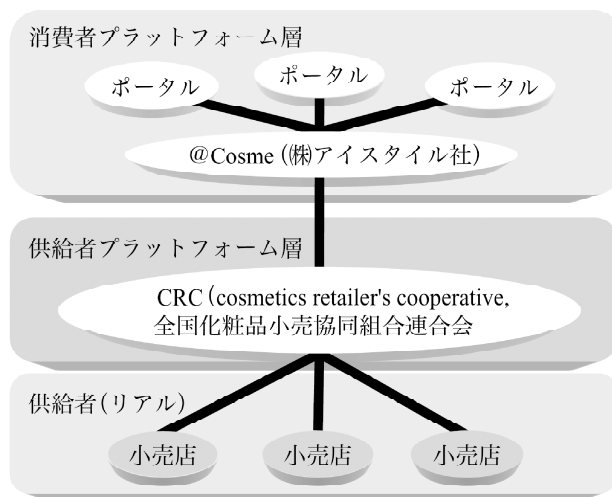 消費者プラットフォーム層
ポータル
ポータル
ポータル
@Cosme (㈱アイスタイル社)
供給者プラットフォーム層
CRC (cosmetics retailer's cooperative,
全国化粧品小売協同組合連合会
供給者(リアル)
小売店
小売店
小売店